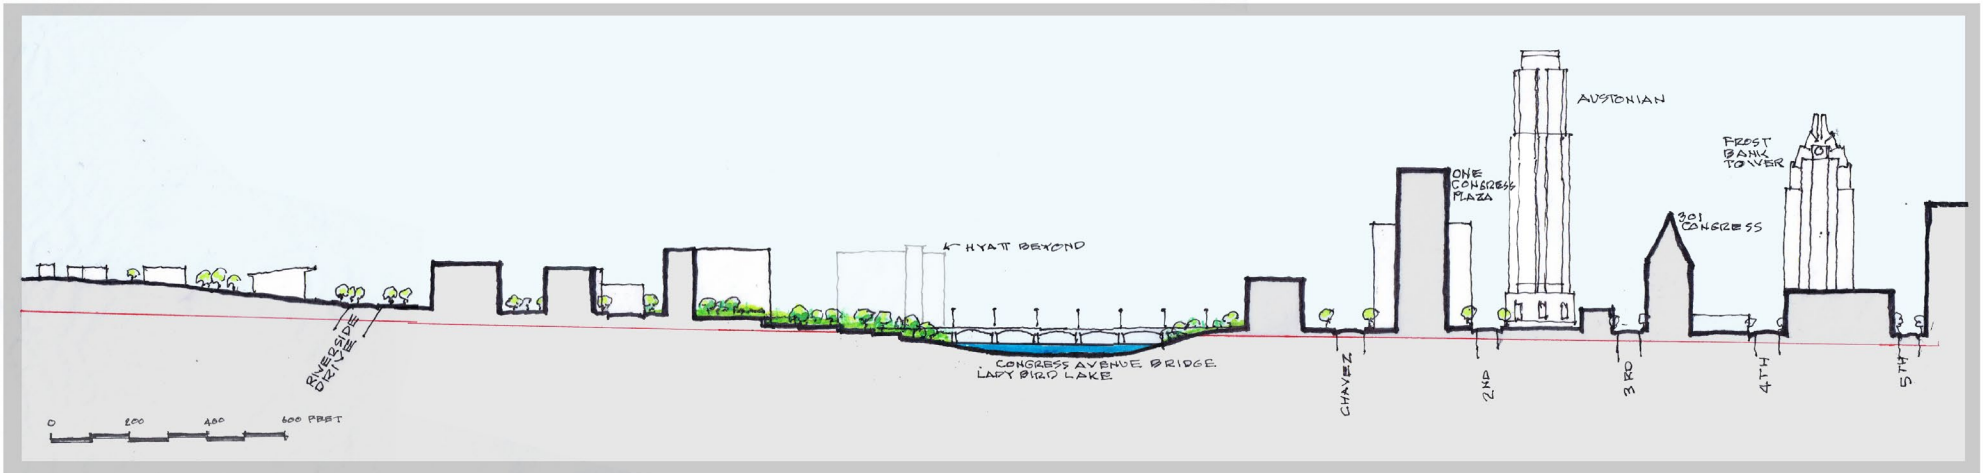 AUSTONIAN
FROST
BANK
TOWER
ONE
CONGRESS
PLAZA
301
CONGRESS
HYATT BEYOND
RIVERSIDE
DRIVE
CONGRESS AVENUE BRIDGE
LADY BIRD LAKE
CHAVEZ
2ND
3RD
4TH
5TH
0 200 400 600 FEET